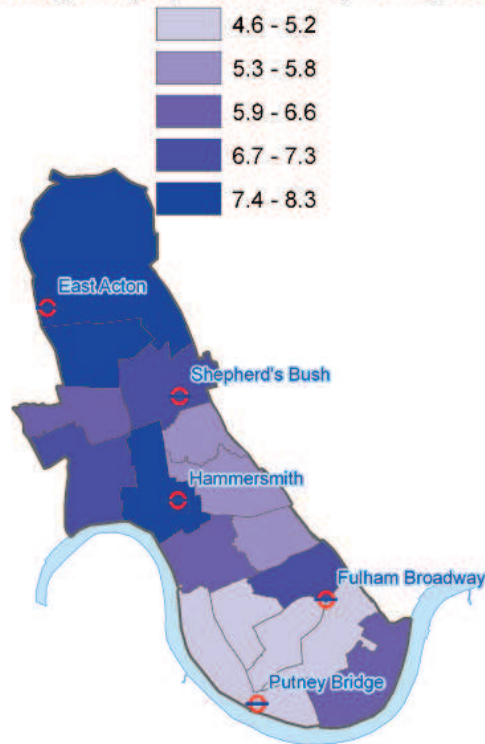 4.6 - 5.2
5.3 - 5.8
5.9 - 6.6
6.7 - 7.3
7.4 - 8.3
East Acton
Shepherd's Bush
Hammersmith
Fulham Broadway
Putney Bridge